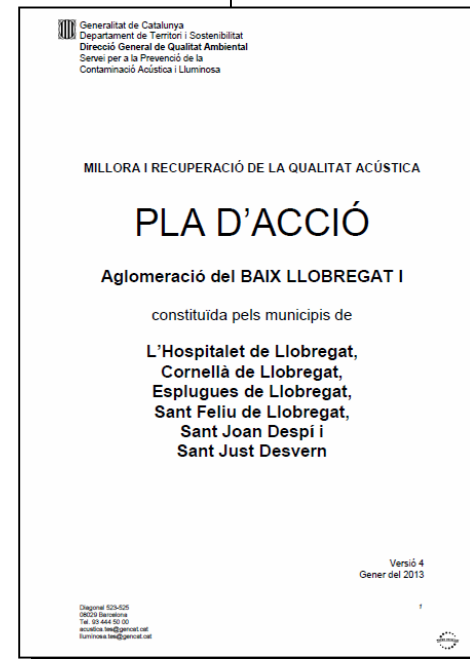 Generalitat de Catalunya
Departament de Territori i Sostenibilitat
Direcció General de Qualitat Ambiental
Servei per a la Prevenció de la
Contaminació Acústica i Lluminosa
MILLORA I RECUPERACIÓ DE LA QUALITAT ACÚSTICA
PLA D'ACCIÓ
Aglomeració del BAIX LLOBREGAT I
constituïda pels municipis de
L'Hospitalet de Llobregat,
Cornellà de Llobregat,
Esplugues de Llobregat,
Sant Feliu de Llobregat,
Sant Joan Despí i
Sant Just Desvern
Versió 4
Gener del 2013
Diagonal 523-525
08029 Barcelona
Tel. 93 444 50 00
acustica.tes@gencat.cat
lluminosa.tes@gencat.cat
1